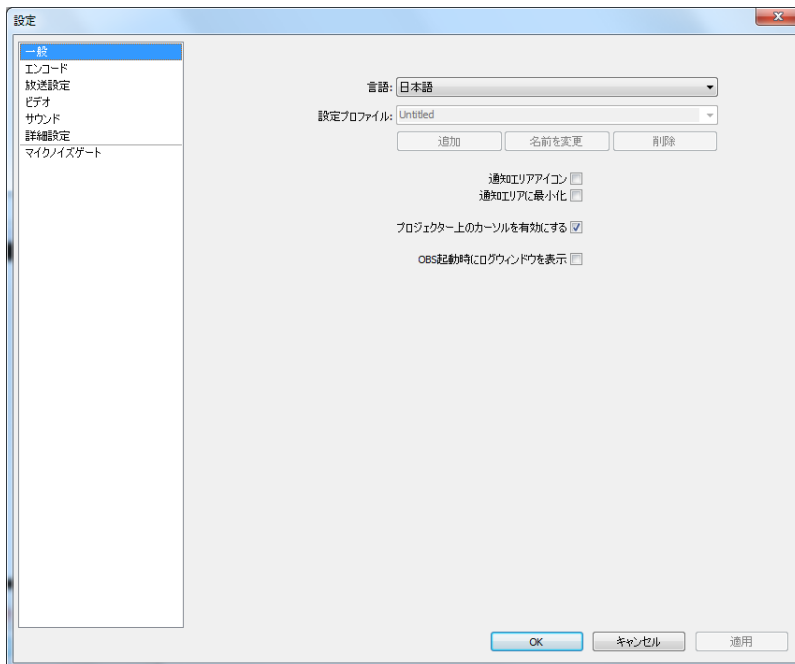 設定
一般
エンコード
放送設定
ビデオ
サウンド
詳細設定
マイクノイズゲート
言語: 日本語
設定プロファイル: Untitled
追加 名前を変更 削除
通知エリアアイコン
通知エリアに最小化
プロジェクター上のカーソルを有効にする
OBS起動時にログウィンドウを表示
OK キャンセル 適用